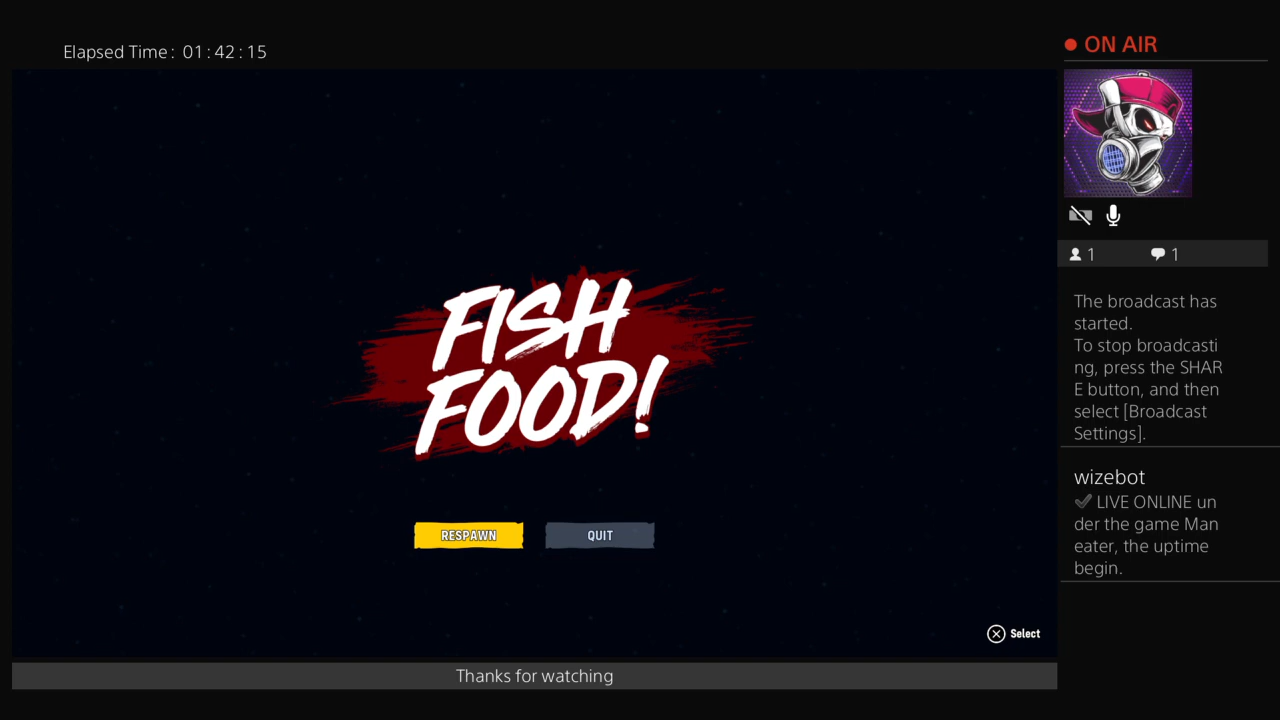 Elapsed Time: 01:42:15
ON AIR
1 1
The broadcast has
started.
To stop broadcasti
ng, press the SHAR
E button, and then
select [Broadcast
Settings].
wizebot
✔ LIVE ONLINE un
der the game Man
eater, the uptime
begin.
FISH
FOOD!
RESPAWN QUIT
Select
Thanks for watching